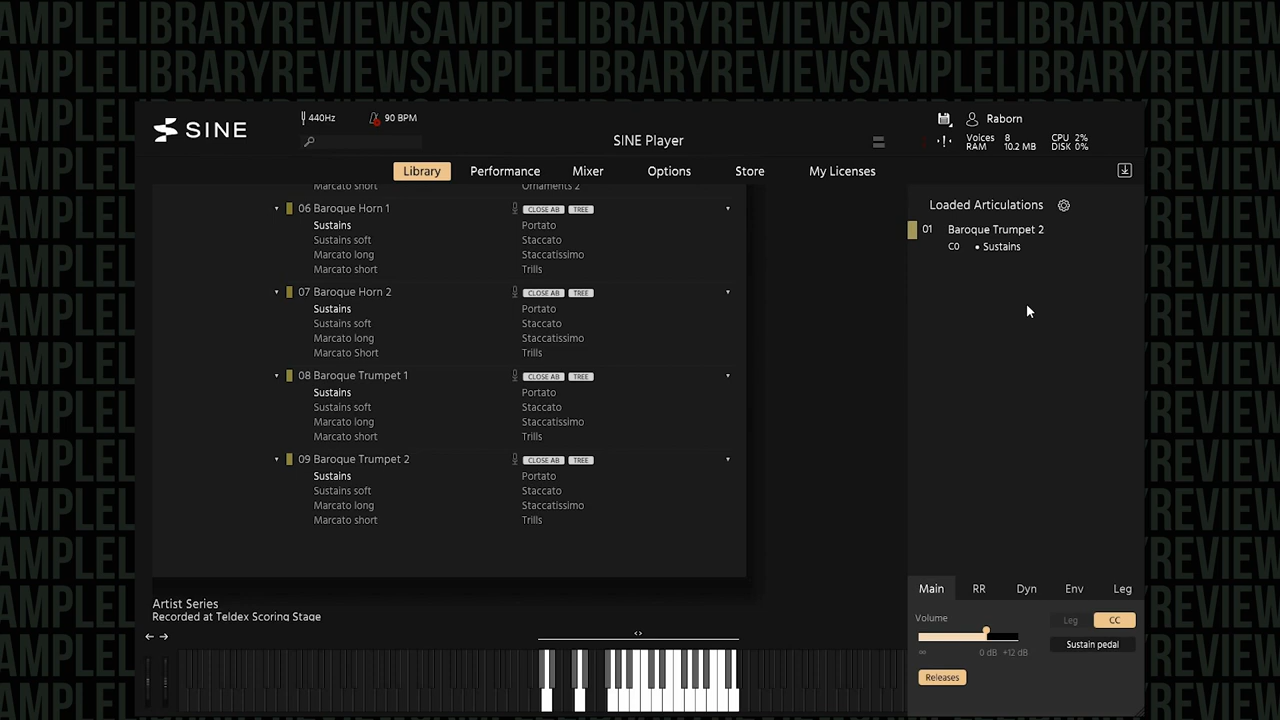 SAMPLELIBRARYREVIEWSAMPLELIBRARYREVIEWSAMPLELIBRARYREVIEW
SINE
440Hz
90 BPM
SINE Player
Raborn
Voices 8
RAM 10.2 MB
CPU 2%
DISK 0%
Library
Performance
Mixer
Options
Store
My Licenses
Marcato short
Ornaments 2
06 Baroque Horn 1
CLOSE AB
TREE
Sustains
Portato
Sustains soft
Staccato
Marcato long
Staccatissimo
Marcato short
Trills
07 Baroque Horn 2
CLOSE AB
TREE
Sustains
Portato
Sustains soft
Staccato
Marcato long
Staccatissimo
Marcato Short
Trills
08 Baroque Trumpet 1
CLOSE AB
TREE
Sustains
Portato
Sustains soft
Staccato
Marcato long
Staccatissimo
Marcato short
Trills
09 Baroque Trumpet 2
CLOSE AB
TREE
Sustains
Portato
Sustains soft
Staccato
Marcato long
Staccatissimo
Marcato short
Trills
Loaded Articulations
01 Baroque Trumpet 2
C0 • Sustains
Artist Series
Recorded at Teldex Scoring Stage
Main
RR
Dyn
Env
Leg
Volume
Leg
CC
∞ 0 dB +12 dB
Sustain pedal
Releases